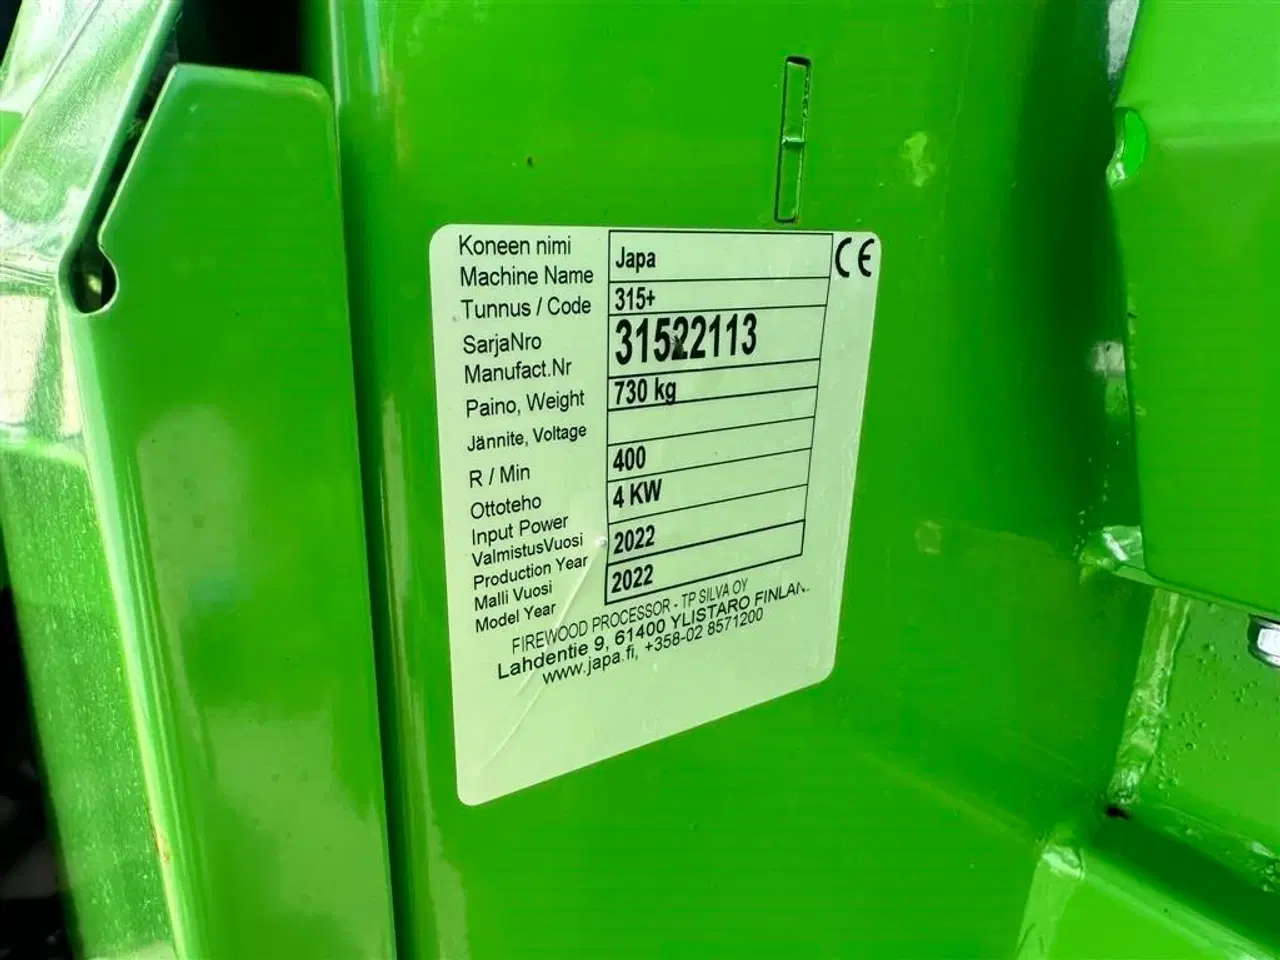 Koneen nimi
Machine Name Japa
Tunnus / Code 315+
SarjaNro
Manufact.Nr 31522113
Paino, Weight 730 kg
Jännite, Voltage
R / Min 400
Ottoteho
Input Power 4 KW
ValmistusVuosi
Production Year 2022
Malli Vuosi
Model Year 2022
CE
FIREWOOD PROCESSOR - TP SILVA OY
Lahdentie 9, 61400 YLISTARO FINLAN.
www.japa.fi, +358-02 8571200